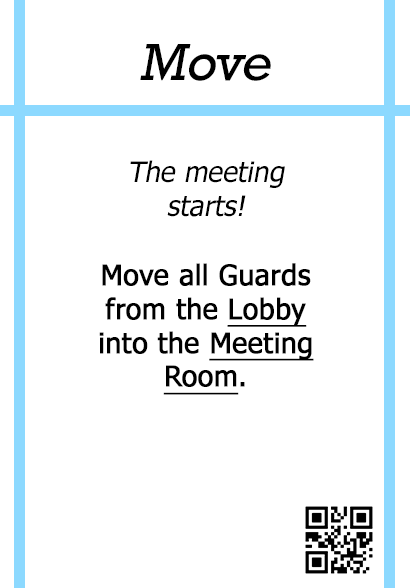 Move
The meeting
starts!
Move all Guards
from the Lobby
into the Meeting
Room.